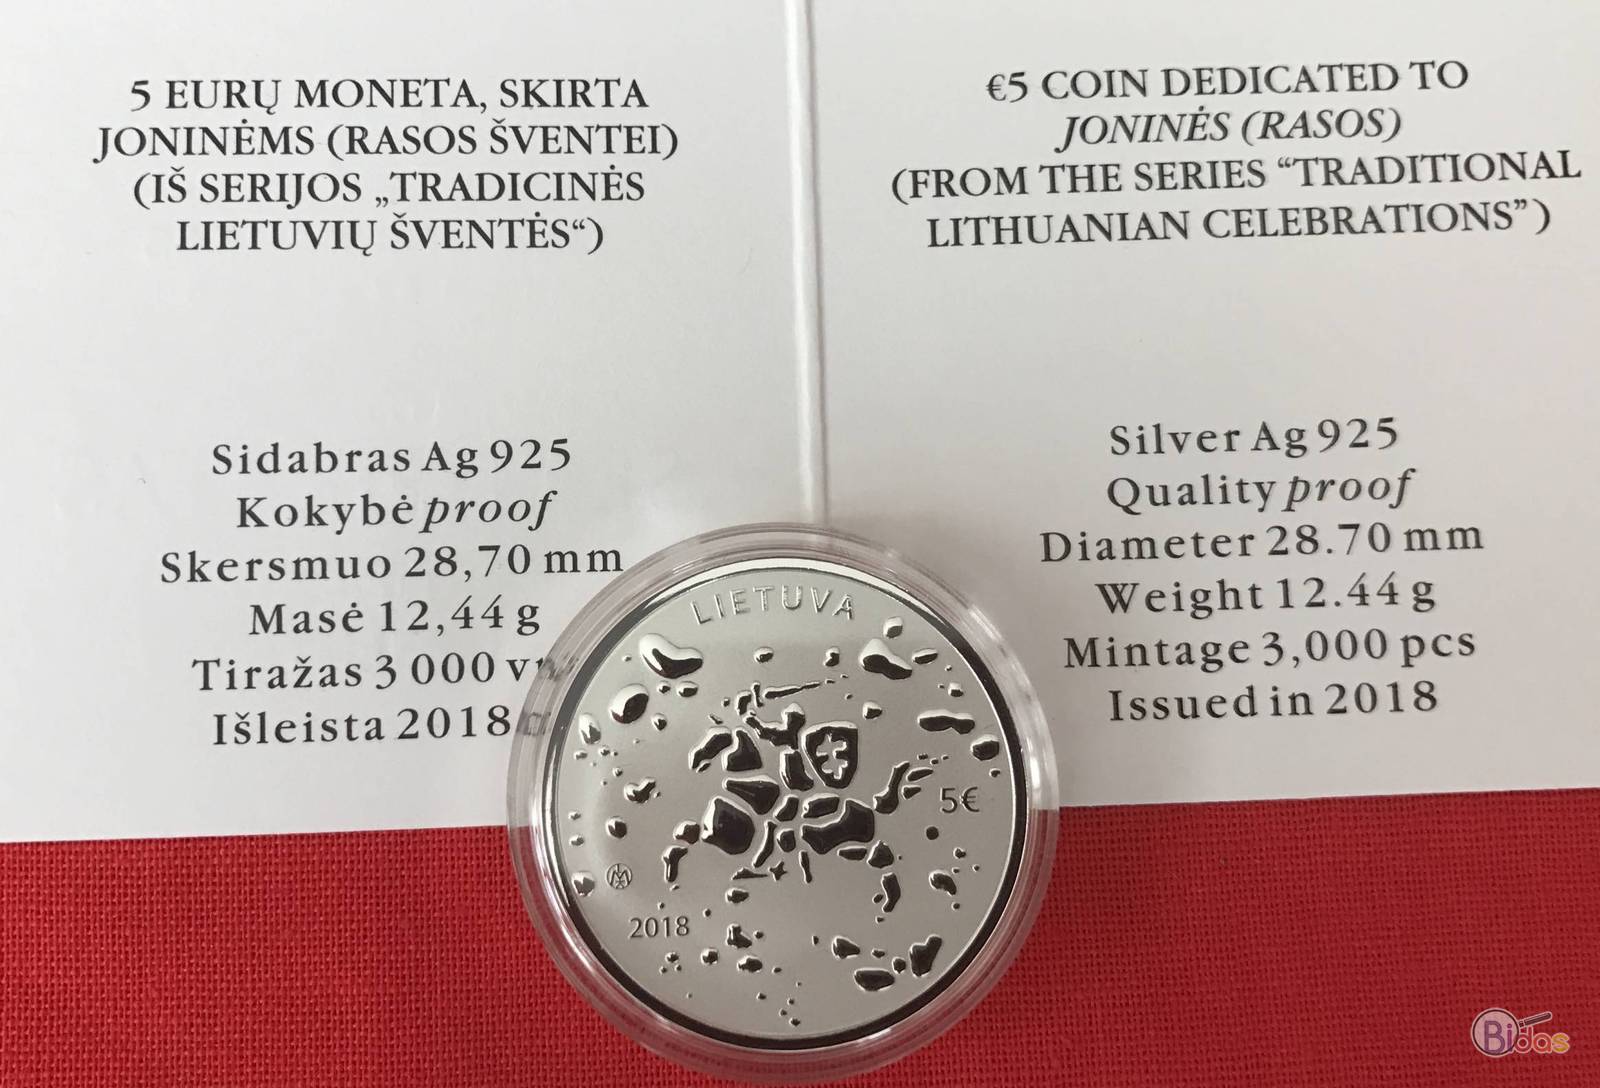 5 EURŲ MONETA, SKIRTA
JONINĖMS (RASOS ŠVENTEI)
(IŠ SERIJOS „TRADICINĖS
LIETUVIŲ ŠVENTĖS“)
Sidabras Ag 925
Kokybė proof
Skersmuo 28,70 mm
Masė 12,44 g
Tiražas 3 000
Išleista 2018
€5 COIN DEDICATED TO
JONINĖS (RASOS)
(FROM THE SERIES “TRADITIONAL
LITHUANIAN CELEBRATIONS”)
Silver Ag 925
Quality proof
Diameter 28.70 mm
Weight 12.44 g
Mintage 3,000 pcs
Issued in 2018
LIETUVA
5€
2018
Bidas